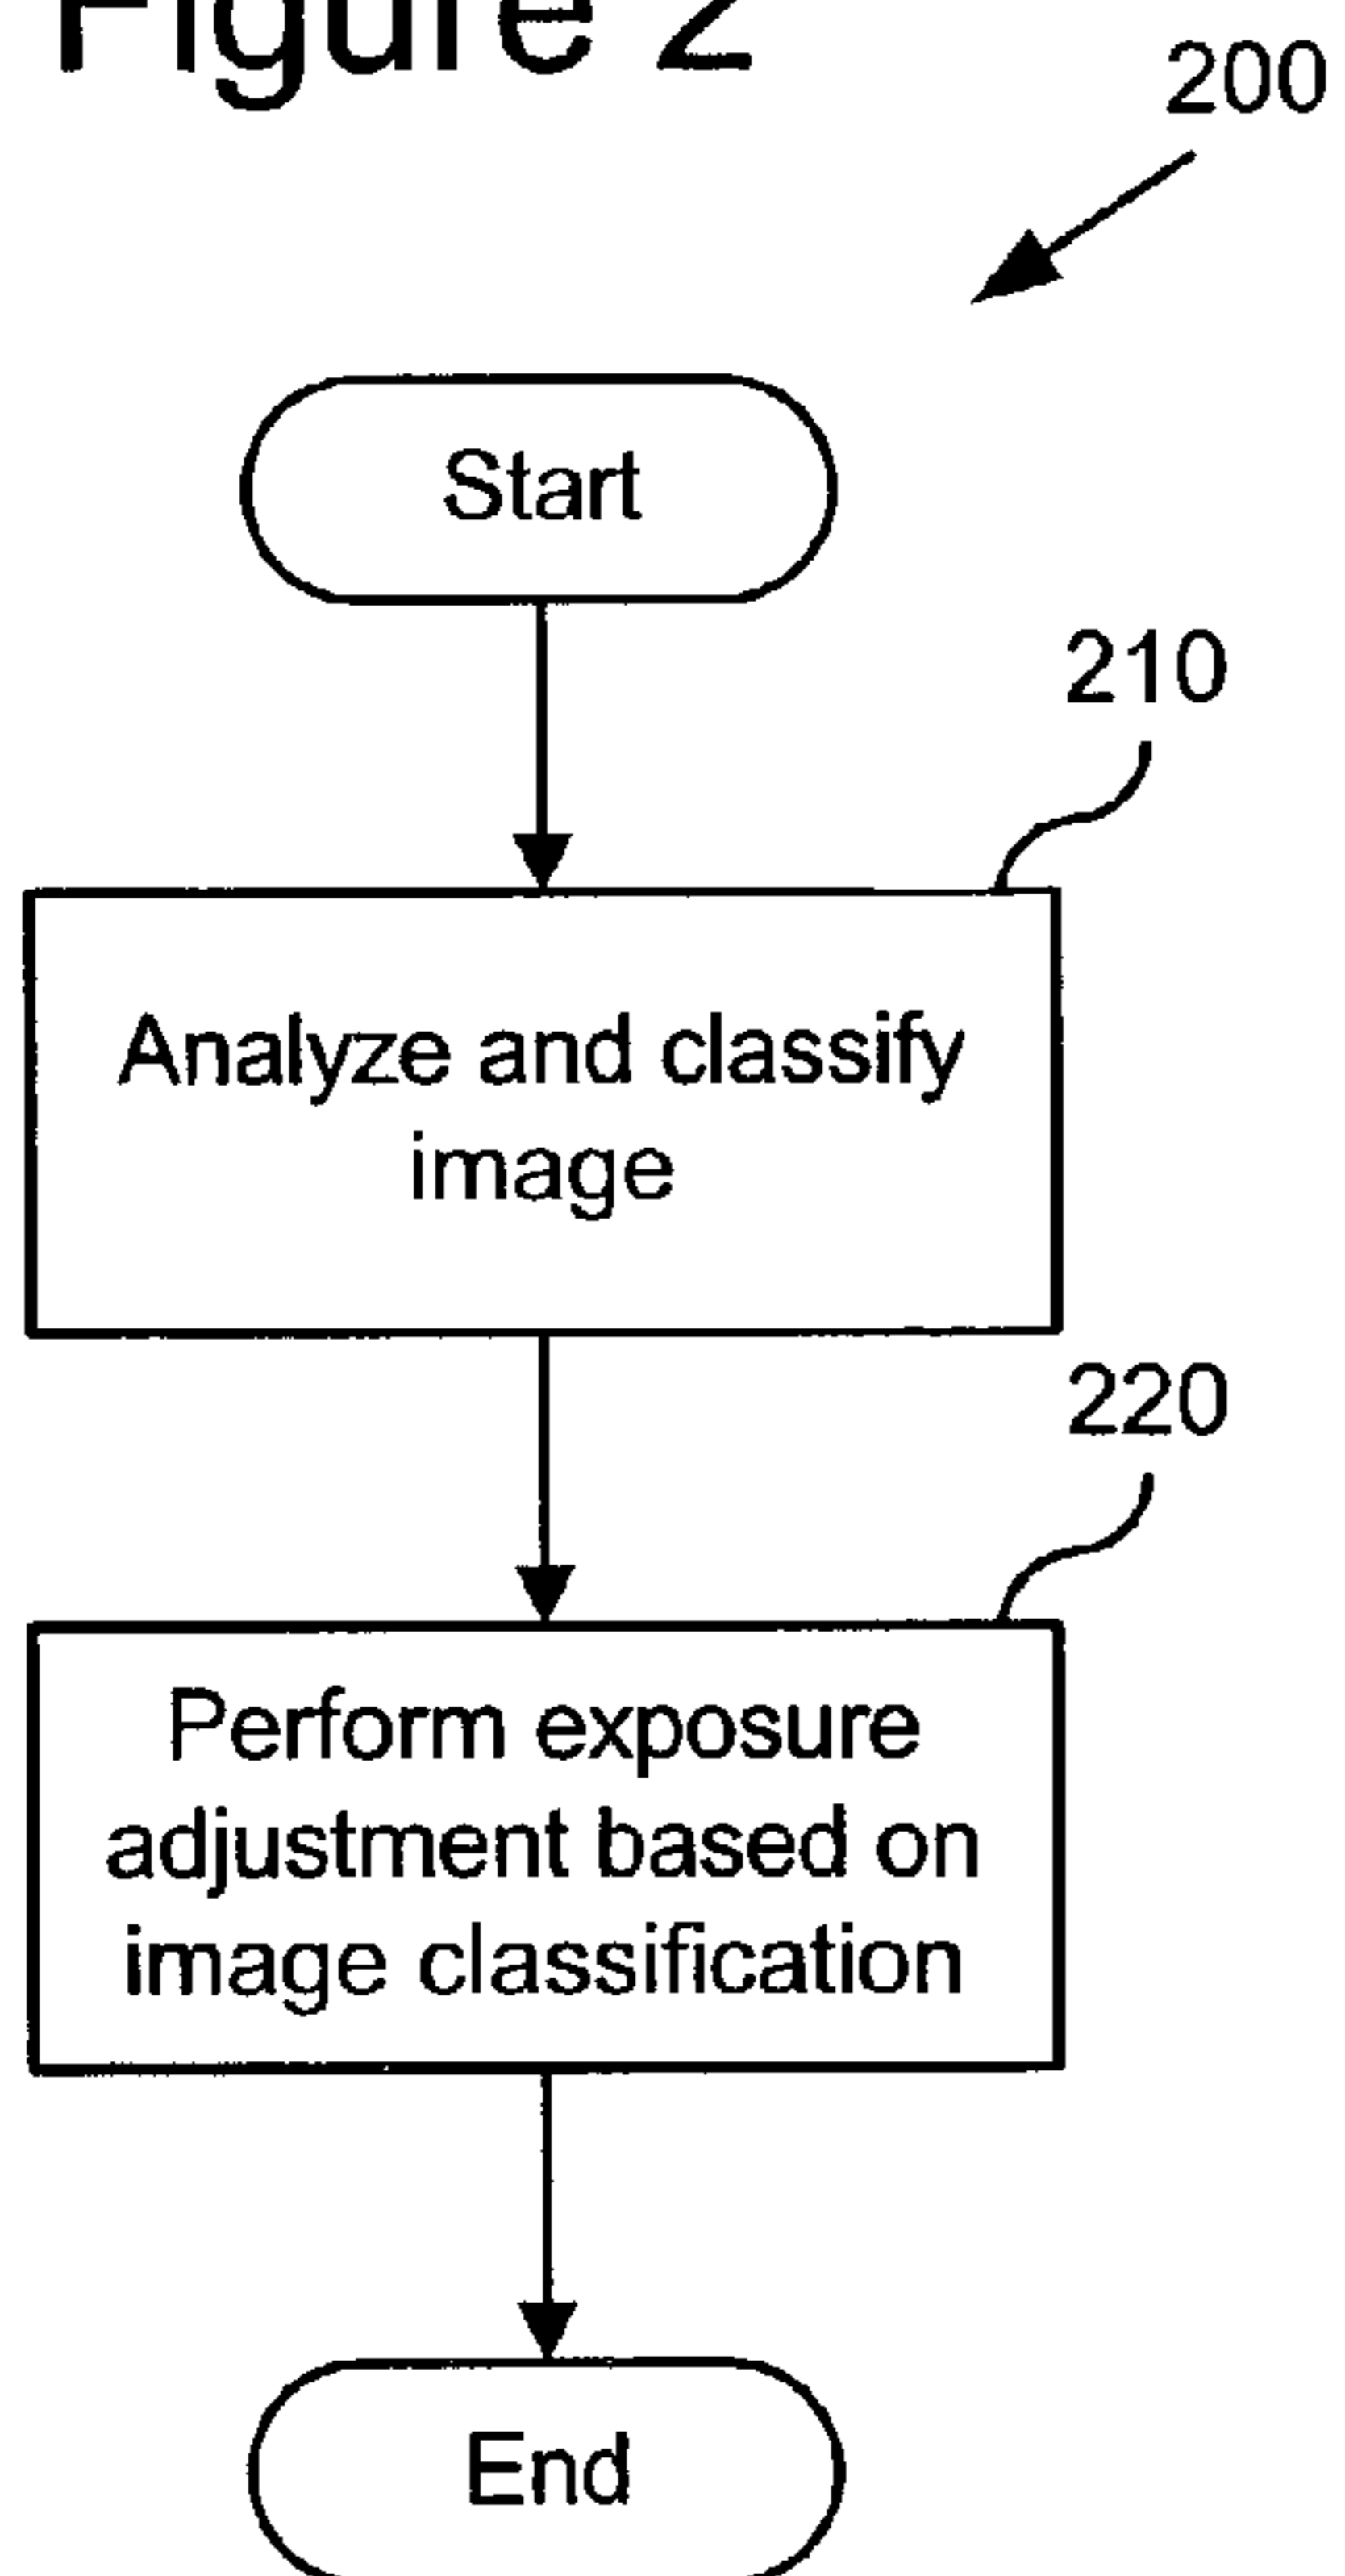 Figure 2
200
Start
210
Analyze and classify
image
220
Perform exposure
adjustment based on
image classification
End